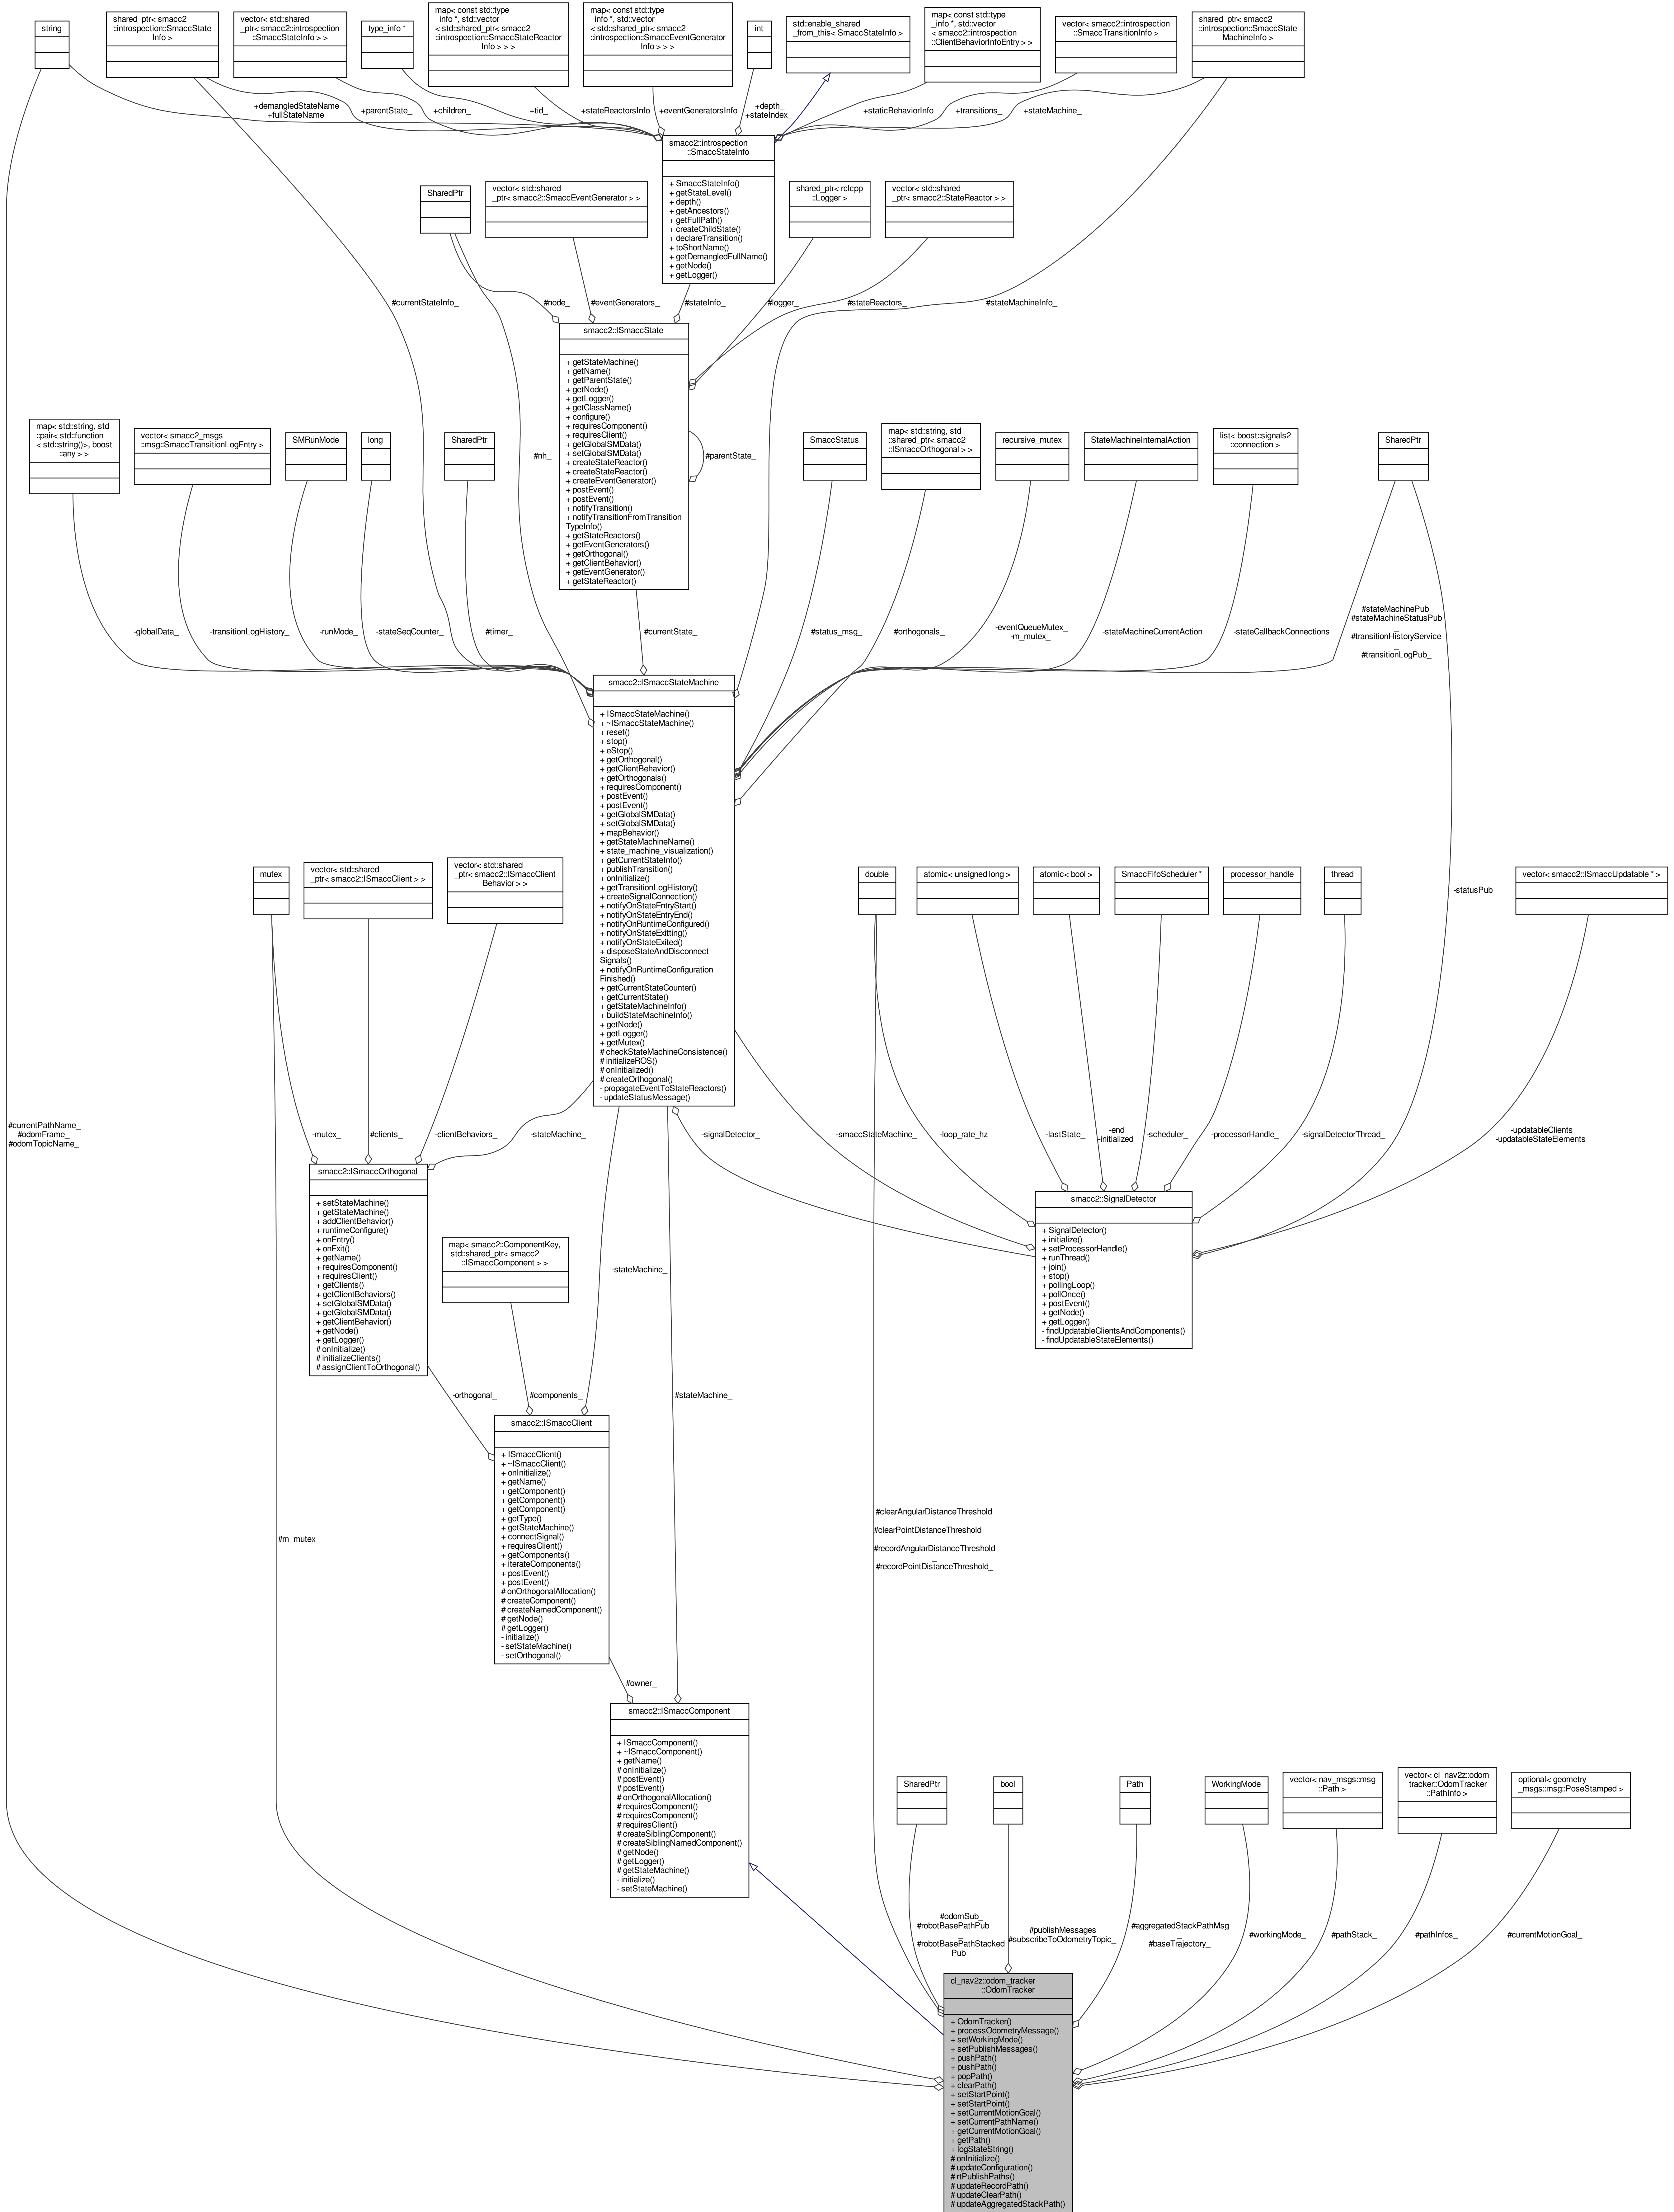 string
shared_ptr< smacc2
::introspection::SmaccState
Info >
vector< std::shared
_ptr< smacc2::introspection
::SmaccStateInfo > >
type_info *
map< const std::type
_info *, std::vector
< std::shared_ptr< smacc2
::introspection::StateReactor
Info > > >
map< const std::type
_info *, std::vector
< std::shared_ptr< smacc2
::introspection::SmaccEventGenerator
Info > > >
int
std::enable_shared
_from_this< SmaccStateInfo >
map< const std::type
_info *, std::vector
< smacc2::introspection
::ClientBehaviorInfoEntry > >
vector< smacc2::introspection
::SmaccTransitionInfo >
shared_ptr< smacc2
::introspection::SmaccState
MachineInfo >
+demangledStateName
+fullStateName
+parentState_
+children_
+tid_
+stateReactorsInfo
+eventGeneratorsInfo
+depth_
+stateIndex_
+staticBehaviorInfo
+transitions_
+stateMachine_
smacc2::introspection
::SmaccStateInfo
+ SmaccStateInfo()
+ getStateLevel()
+ depth()
+ getAncestors()
+ getFullPath()
+ createChildState()
+ declareTransition()
+ toShortName()
+ getDemangledFullName()
+ getNode()
+ getLogger()
SharedPtr
vector< std::shared
_ptr< smacc2::SmaccEventGenerator > >
shared_ptr< rclcpp
::Logger >
vector< std::shared
_ptr< smacc2::StateReactor > >
#currentStateInfo_
#node_
#eventGenerators_
#stateInfo_
#logger_
#stateReactors_
#stateMachineInfo_
smacc2::ISmaccState
+ getStateMachine()
+ getName()
+ getParentState()
+ getNode()
+ getLogger()
+ getClassName()
+ configure()
+ requiresComponent()
+ requiresClient()
+ getGlobalSMData()
+ setGlobalSMData()
+ createStateReactor()
+ createStateReactor()
+ createEventGenerator()
+ postEvent()
+ postEvent()
+ notifyTransition()
+ notifyTransitionFromTransition
TypeInfo()
+ getStateReactors()
+ getEventGenerators()
+ getOrthogonal()
+ getClientBehavior()
+ getEventGenerator()
+ getStateReactor()
#parentState_
#nh_
map< std::string, std
::pair< std::function
< std::string()>, boost
::any > >
vector< smacc2_msgs
::msg::SmaccTransitionLogEntry >
SMRunMode
long
SharedPtr
SmaccStatus
map< std::string, std
::shared_ptr< smacc2
::ISmaccOrthogonal > >
recursive_mutex
StateMachineInternalAction
list< boost::signals2
::connection >
SharedPtr
-globalData_
-transitionLogHistory_
-runMode_
-stateSeqCounter_
#timer_
#currentState_
#status_msg_
#orthogonals_
-eventQueueMutex_
-m_mutex_
-stateMachineCurrentAction
-stateCallbackConnections
#stateMachinePub_
#stateMachineStatusPub
_
#transitionHistoryService
_
#transitionLogPub_
smacc2::ISmaccStateMachine
+ ISmaccStateMachine()
+ ~ISmaccStateMachine()
+ reset()
+ stop()
+ eStop()
+ getOrthogonal()
+ getClientBehavior()
+ getOrthogonals()
+ requiresComponent()
+ postEvent()
+ postEvent()
+ getGlobalSMData()
+ setGlobalSMData()
+ mapBehavior()
+ getStateMachineName()
+ state_machine_visualization()
+ getCurrentStateInfo()
+ publishTransition()
+ onInitialize()
+ getTransitionLogHistory()
+ createSignalConnection()
+ notifyOnStateEntryStart()
+ notifyOnStateEntryEnd()
+ notifyOnRuntimeConfigured()
+ notifyOnStateExitting()
+ notifyOnStateExited()
+ disposeStateAndDisconnect
Signals()
+ notifyOnRuntimeConfiguration
Finished()
+ getCurrentStateCounter()
+ getCurrentState()
+ getStateMachineInfo()
+ buildStateMachineInfo()
+ getNode()
+ getLogger()
+ getMutex()
# checkStateMachineConsistence()
# initializeROS()
# onInitialized()
# createOrthogonal()
- propagateEventToStateReactors()
- updateStatusMessage()
mutex
vector< std::shared
_ptr< smacc2::ISmaccClient > >
vector< std::shared
_ptr< smacc2::ISmaccClient
Behavior > >
double
atomic< unsigned long >
atomic< bool >
SmaccFifoScheduler *
processor_handle
thread
vector< smacc2::ISmaccUpdatable * >
-statusPub_
#currentPathName_
#odomFrame_
#odomTopicName_
-mutex_
#clients_
-clientBehaviors_
-stateMachine_
-signalDetector_
-smaccStateMachine_
-loop_rate_hz
-lastState_
-end_
-initialized_
-scheduler_
-processorHandle_
-signalDetectorThread_
-updatableClients_
-updatableStateElements_
smacc2::ISmaccOrthogonal
+ setStateMachine()
+ getStateMachine()
+ addClientBehavior()
+ runtimeConfigure()
+ onEntry()
+ onExit()
+ getName()
+ requiresComponent()
+ requiresClient()
+ getClients()
+ getClientBehaviors()
+ setGlobalSMData()
+ getGlobalSMData()
+ getClientBehavior()
+ getNode()
+ getLogger()
# onInitialize()
# initializeClients()
# assignClientToOrthogonal()
smacc2::SignalDetector
+ SignalDetector()
+ initialize()
+ setProcessorHandle()
+ runThread()
+ join()
+ stop()
+ pollingLoop()
+ pollOnce()
+ postEvent()
+ getNode()
+ getLogger()
- findUpdatableClientsAndComponents()
- findUpdatableStateElements()
map< smacc2::ComponentKey,
std::shared_ptr< smacc2
::ISmaccComponent > >
-stateMachine_
-orthogonal_
#components_
#stateMachine_
smacc2::ISmaccClient
+ ISmaccClient()
+ ~ISmaccClient()
+ onInitialize()
+ getName()
+ getComponent()
+ getComponent()
+ getComponent()
+ getType()
+ getStateMachine()
+ connectSignal()
+ requiresClient()
+ getComponents()
+ iterateComponents()
+ postEvent()
+ postEvent()
# onOrthogonalAllocation()
# createComponent()
# createNamedComponent()
# getNode()
# getLogger()
- initialize()
- setStateMachine()
- setOrthogonal()
#m_mutex_
#clearAngularDistanceThreshold
_
#clearPointDistanceThreshold
_
#recordAngularDistanceThreshold
_
#recordPointDistanceThreshold_
#owner_
smacc2::ISmaccComponent
+ ISmaccComponent()
+ ~ISmaccComponent()
+ getName()
# onInitialize()
# postEvent()
# postEvent()
# onOrthogonalAllocation()
# requiresComponent()
# requiresComponent()
# requiresClient()
# createSiblingComponent()
# createSiblingNamedComponent()
# getNode()
# getLogger()
# getStateMachine()
- initialize()
- setStateMachine()
SharedPtr
bool
Path
WorkingMode
vector< nav_msgs::msg
::Path >
vector< cl_nav2z::odom
_tracker::OdomTracker
::PathInfo >
optional< geometry
_msgs::msg::PoseStamped >
#odomSub_
#robotBasePathPub
_
#robotBasePathStacked
Pub_
#publishMessages
#subscribeToOdometryTopic_
#aggregatedStackPathMsg
_
#baseTrajectory_
#workingMode_
#pathStack_
#pathInfos_
#currentMotionGoal_
cl_nav2z::odom_tracker
::OdomTracker
+ OdomTracker()
+ processOdometryMessage()
+ setWorkingMode()
+ setPublishMessages()
+ pushPath()
+ pushPath()
+ popPath()
+ clearPath()
+ setStartPoint()
+ setStartPoint()
+ setCurrentMotionGoal()
+ setCurrentPathName()
+ getCurrentMotionGoal()
+ getPath()
+ logStateString()
# onInitialize()
# updateConfiguration()
# rtPublishPaths()
# updateRecordPath()
# updateClearPath()
# updateAggregatedStackPath()